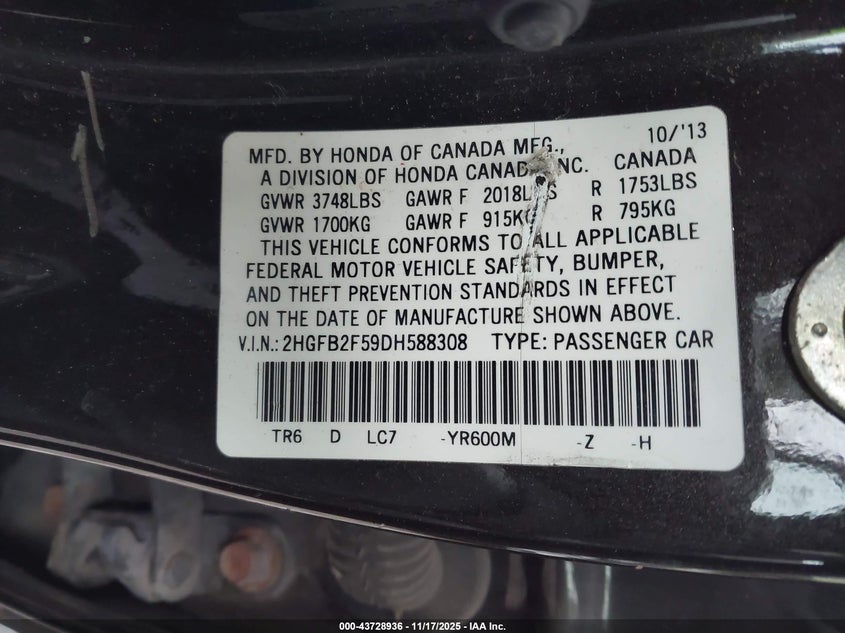 10/'13
MFD. BY HONDA OF CANADA MFG.,
A DIVISION OF HONDA CANADA INC. CANADA
GVWR 3748LBS GAWR F 2018LBS R 1753LBS
GVWR 1700KG GAWR F 915KG R 795KG
THIS VEHICLE CONFORMS TO ALL APPLICABLE
FEDERAL MOTOR VEHICLE SAFETY, BUMPER,
AND THEFT PREVENTION STANDARDS IN EFFECT
ON THE DATE OF MANUFACTURE SHOWN ABOVE.
V.I.N.: 2HGFB2F59DH588308 TYPE: PASSENGER CAR
TR6 D LC7 -YR600M -Z -H
000-43728936 - 11/17/2025 - IAA Inc.